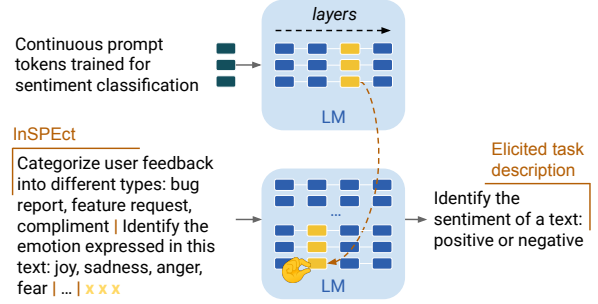 layers
Continuous prompt
tokens trained for
sentiment classification
LM
InSPEct
Categorize user feedback
into different types: bug
report, feature request,
compliment | Identify the
emotion expressed in this
text: joy, sadness, anger,
fear | ... | x x x
...
LM
Elicited task
description
Identify the
sentiment of a text:
positive or negative